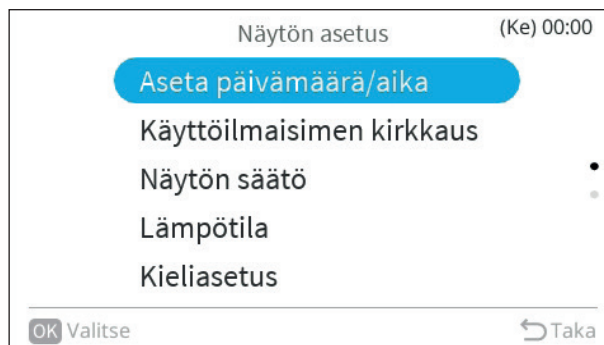 Näytön asetus
(Ke) 00:00
Aseta päivämäärä/aika
Käyttöilmaisimen kirkkaus
Näytön säätö
Lämpötila
Kieliasetus
OK Valitse
Taka